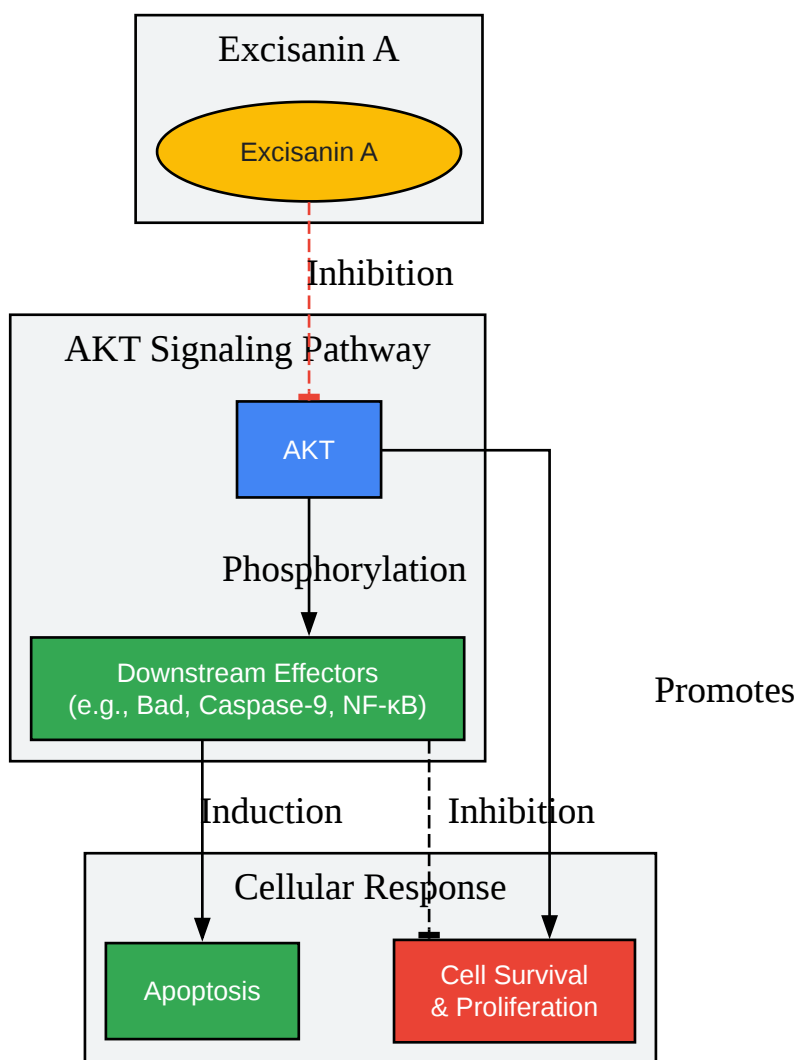 Excisanin A
Excisanin A
Inhibition
AKT Signaling Pathway
AKT
Phosphorylation
Downstream Effectors
(e.g., Bad, Caspase-9, NF-κB)
Promotes
Induction
Inhibition
Cellular Response
Apoptosis
Cell Survival
& Proliferation